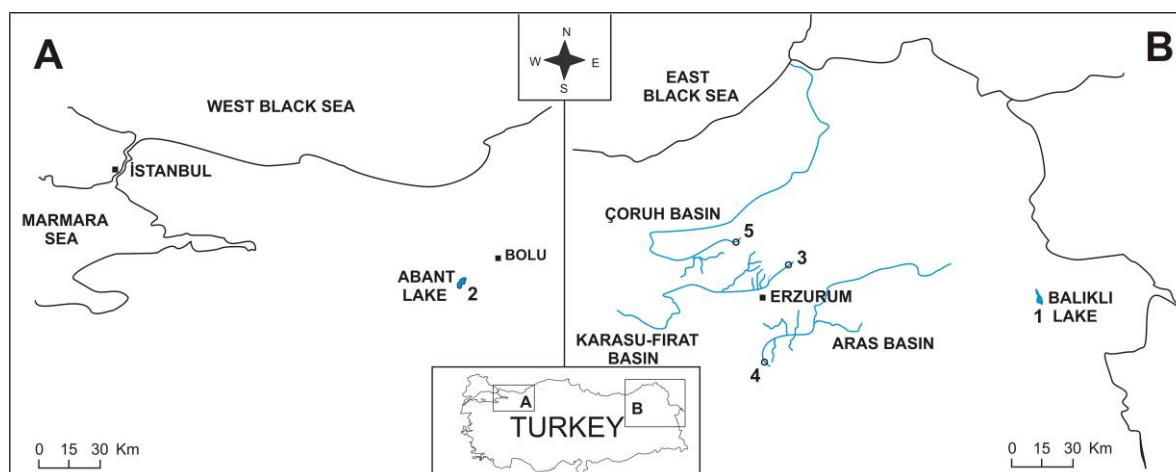 A
WEST BLACK SEA
İSTANBUL
MARMARA
SEA
BOLU
ABANT
LAKE
2
0 15 30 Km
N
W E
S
B
EAST
BLACK SEA
ÇORUH BASIN
5
3
ERZURUM
KARASU-FIRAT
BASIN
ARAS BASIN
4
BALIKLI
1 LAKE
0 15 30 Km
A
B
TURKEY